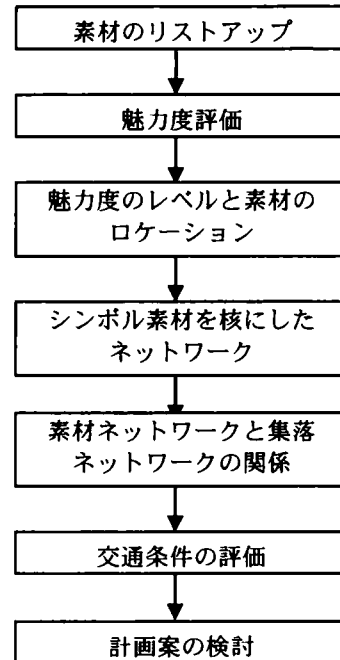 素材のリストアップ
魅力度評価
魅力度のレベルと素材の
ロケーション
シンボル素材を核にした
ネットワーク
素材ネットワークと集落
ネットワークの関係
交通条件の評価
計画案の検討